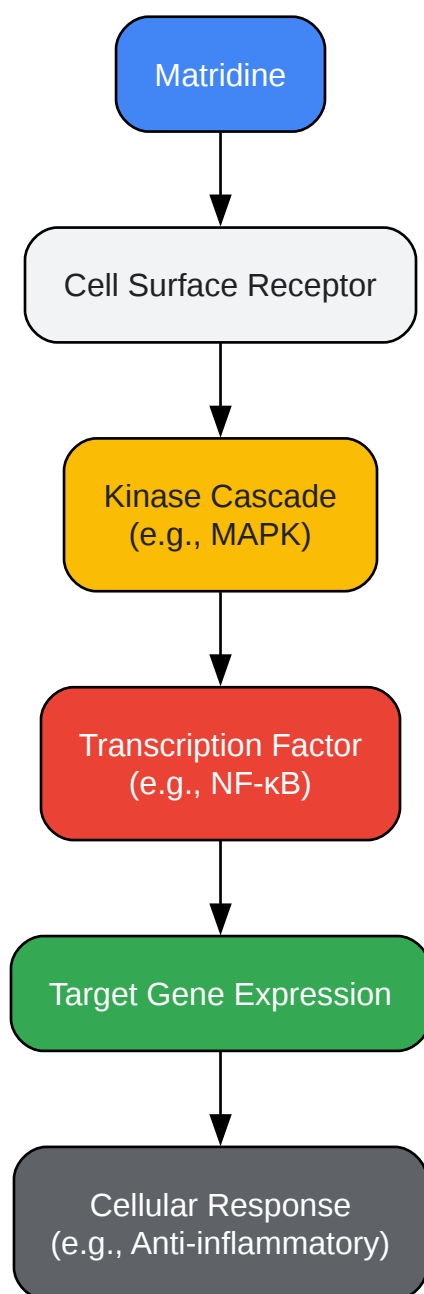 Matridine
Cell Surface Receptor
Kinase Cascade
(e.g., MAPK)
Transcription Factor
(e.g., NF-κB)
Target Gene Expression
Cellular Response
(e.g., Anti-inflammatory)